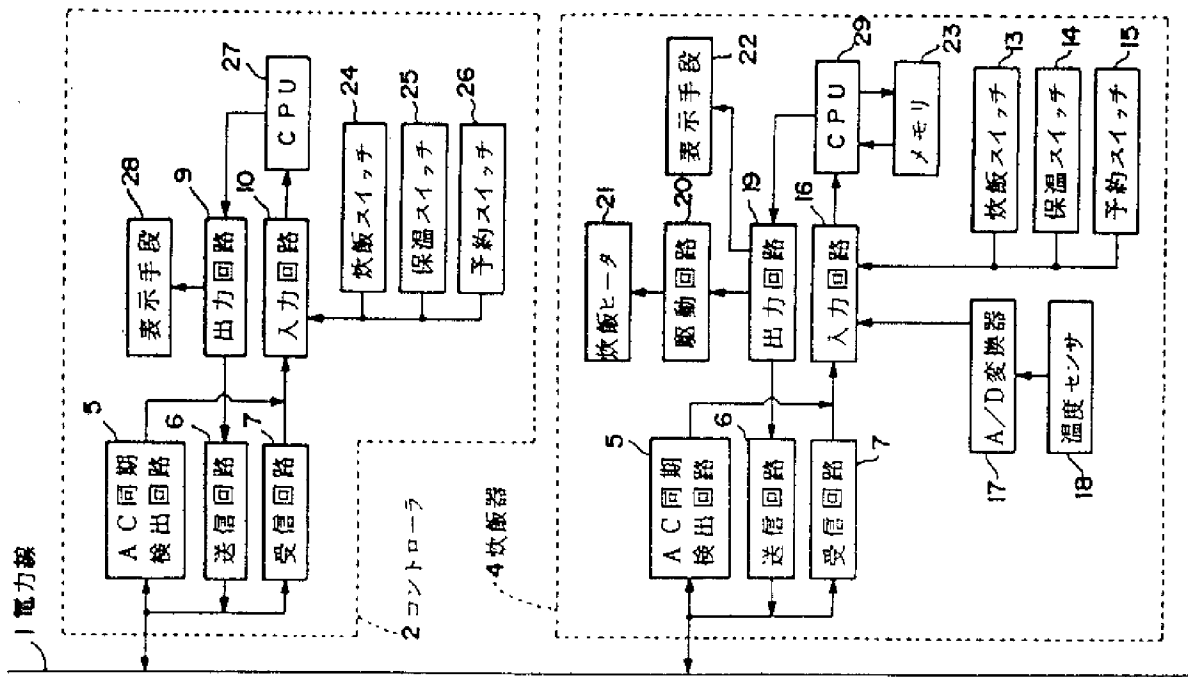 1 電力線
2 コントローラ
5
AC同期
検出回路
6
送信回路
7
受信回路
28
表示手段
9
出力回路
10
入力回路
27
CPU
24
炊飯スイッチ
25
保温スイッチ
26
予約スイッチ
4 炊飯器
5
AC同期
検出回路
6
送信回路
7
受信回路
21
炊飯ヒータ
20
駆動回路
19
出力回路
16
入力回路
22
表示手段
29
CPU
23
メモリ
13
炊飯スイッチ
14
保温スイッチ
15
予約スイッチ
17
A/D変換器
18
温度センサ